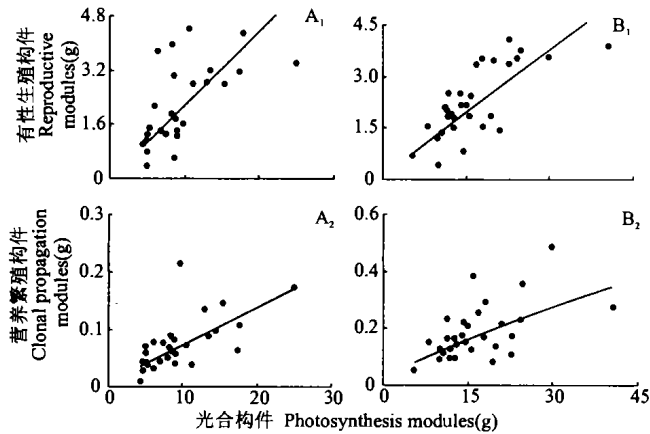 有性生殖构件
Reproductive
modules(g)
4.8
3.2
1.6
0
A1
4.5
3.0
1.5
0
B1
营养繁殖构件
Clonal propagation
modules(g)
0.3
0.2
0.1
0
A2
0.6
0.4
0.2
0
B2
0 10 20 30
0 15 30 45
光合构件 Photosynthesis modules(g)